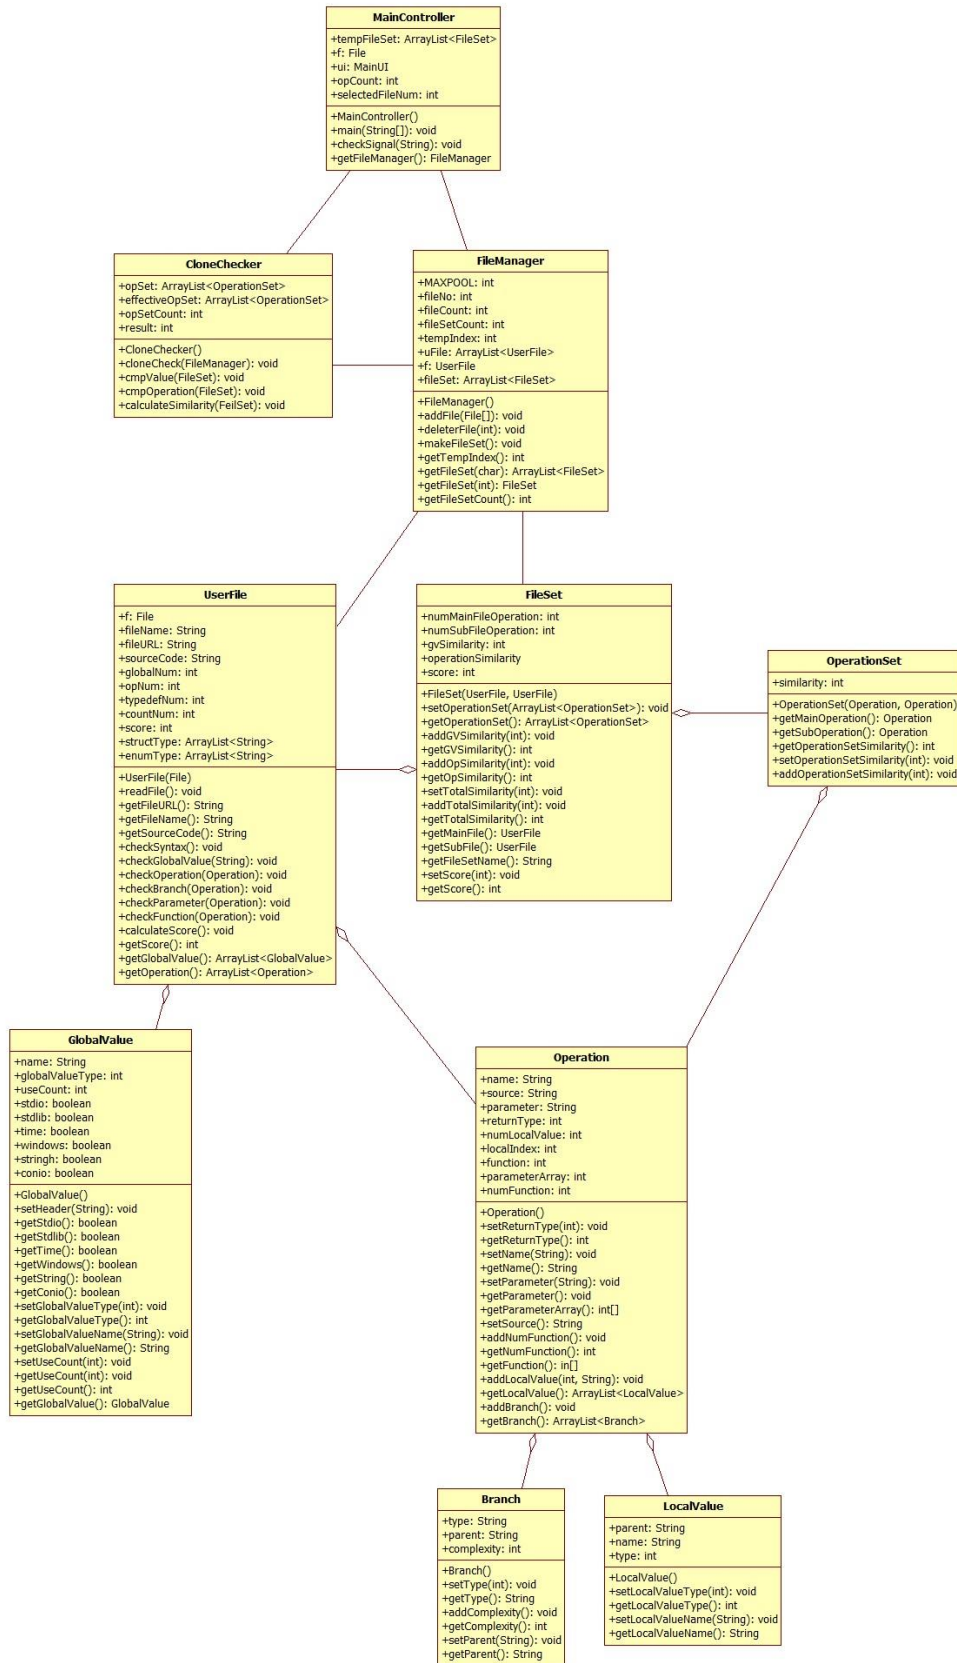 MainController
+tempFileSet: ArrayList<FileSet>
+f: File
+ui: MainUI
+opCount: int
+selectedFileNum: int
+MainController()
+main(String[]): void
+checkSignal(String): void
+getFileManager(): FileManager
CloneChecker
+opSet: ArrayList<OperationSet>
+effectiveOpSet: ArrayList<OperationSet>
+opSetCount: int
+result: int
+CloneChecker()
+cloneCheck(FileManager): void
+cmpValue(FileSet): void
+cmpOperation(FileSet): void
+calculateSimilarity(FeilSet): void
FileManager
+MAXPOOL: int
+fileNo: int
+fileCount: int
+fileSetCount: int
+tempIndex: int
+uFile: ArrayList<UserFile>
+f: UserFile
+fileSet: ArrayList<FileSet>
+FileManager()
+addFile(File[]): void
+deleterFile(int): void
+makeFileSet(): void
+getTempIndex(): int
+getFileSet(char): ArrayList<FileSet>
+getFileSet(int): FileSet
+getFileSetCount(): int
UserFile
+f: File
+fileName: String
+fileURL: String
+sourceCode: String
+globalNum: int
+opNum: int
+typedefNum: int
+countNum: int
+score: int
+structType: ArrayList<String>
+enumType: ArrayList<String>
+UserFile(File)
+readFile(): void
+getFileURL(): String
+getFileName(): String
+getSourceCode(): String
+checkSyntax(): void
+checkGlobalValue(String): void
+checkOperation(Operation): void
+checkBranch(Operation): void
+checkParameter(Operation): void
+checkFunction(Operation): void
+calculateScore(): void
+getScore(): int
+getGlobalValue(): ArrayList<GlobalValue>
+getOperation(): ArrayList<Operation>
FileSet
+numMainFileOperation: int
+numSubFileOperation: int
+gvSimilarity: int
+operationSimilarity
+score: int
+FileSet(UserFile, UserFile)
+setOperationSet(ArrayList<OperationSet>): void
+getOperationSet(): ArrayList<OperationSet>
+addGVSimilarity(int): void
+getGVSimilarity(): int
+addOpSimilarity(int): void
+getOpSimilarity(): int
+setTotalSimilarity(int): void
+addTotalSimilarity(int): void
+getTotalSimilarity(): int
+getMainFile(): UserFile
+getSubFile(): UserFile
+getFileSetName(): String
+setScore(int): void
+getScore(): int
OperationSet
+similarity: int
+OperationSet(Operation, Operation)
+getMainOperation(): Operation
+getSubOperation(): Operation
+getOperationSetSimilarity(): int
+setOperationSetSimilarity(int): void
+addOperationSetSimilarity(int): void
GlobalValue
+name: String
+globalValueType: int
+useCount: int
+stdio: boolean
+stdlib: boolean
+time: boolean
+windows: boolean
+stringh: boolean
+conio: boolean
+GlobalValue()
+setHeader(String): void
+getStdio(): boolean
+getStdlib(): boolean
+getTime(): boolean
+getWindows(): boolean
+getString(): boolean
+getConio(): boolean
+setGlobalValueType(int): void
+getGlobalValueType(): int
+setGlobalValueName(String): void
+getGlobalValueName(): String
+setUseCount(int): void
+getUseCount(int): void
+getUseCount(): int
+getGlobalValue(): GlobalValue
Operation
+name: String
+source: String
+parameter: String
+returnType: int
+numLocalValue: int
+localIndex: int
+function: int
+parameterArray: int
+numFunction: int
+Operation()
+setReturnType(int): void
+getReturnType(): int
+setName(String): void
+getName(): String
+setParameter(String): void
+getParameter(): void
+getParameterArray(): int[]
+setSource(): String
+addNumFunction(): void
+getNumFunction(): int
+getFunction(): in[]
+addLocalValue(int, String): void
+getLocalValue(): ArrayList<LocalValue>
+addBranch(): void
+getBranch(): ArrayList<Branch>
Branch
+type: String
+parent: String
+complexity: int
+Branch()
+setType(int): void
+getType(): String
+addComplexity(): void
+getComplexity(): int
+setParent(String): void
+getParent(): String
LocalValue
+parent: String
+name: String
+type: int
+LocalValue()
+setLocalValueType(int): void
+getLocalValueType(): int
+setLocalValueName(String): void
+getLocalValueName(): String